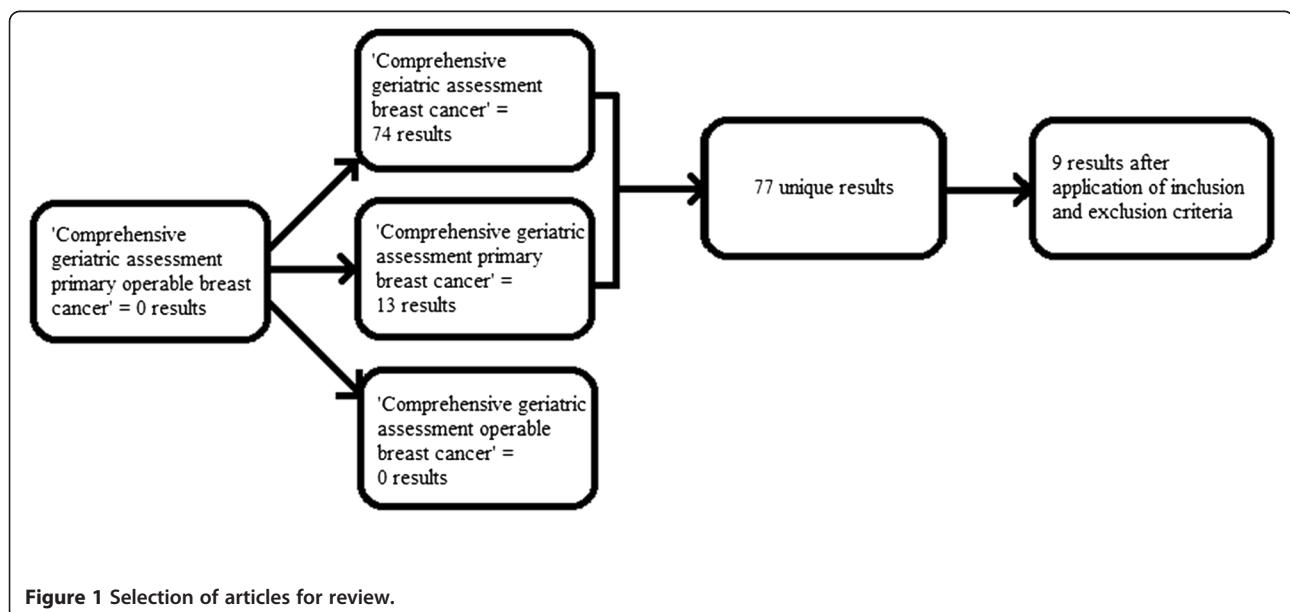 'Comprehensive
geriatric assessment
primary operable breast
cancer' = 0 results
'Comprehensive
geriatric assessment
breast cancer' =
74 results
'Comprehensive geriatric
assessment primary
breast cancer' =
13 results
'Comprehensive geriatric
assessment operable
breast cancer' =
0 results
77 unique results
9 results after
application of inclusion
and exclusion criteria
Figure 1 Selection of articles for review.